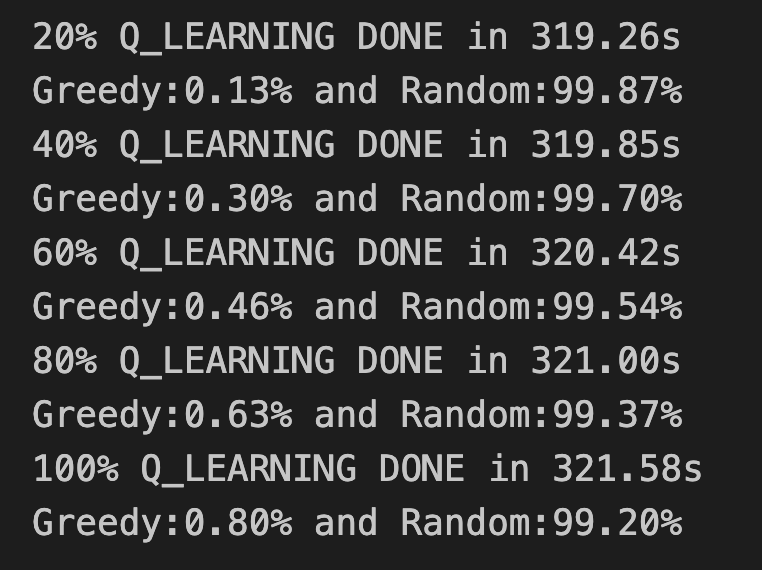 20% Q_LEARNING DONE in 319.26s
Greedy:0.13% and Random:99.87%
40% Q_LEARNING DONE in 319.85s
Greedy:0.30% and Random:99.70%
60% Q_LEARNING DONE in 320.42s
Greedy:0.46% and Random:99.54%
80% Q_LEARNING DONE in 321.00s
Greedy:0.63% and Random:99.37%
100% Q_LEARNING DONE in 321.58s
Greedy:0.80% and Random:99.20%